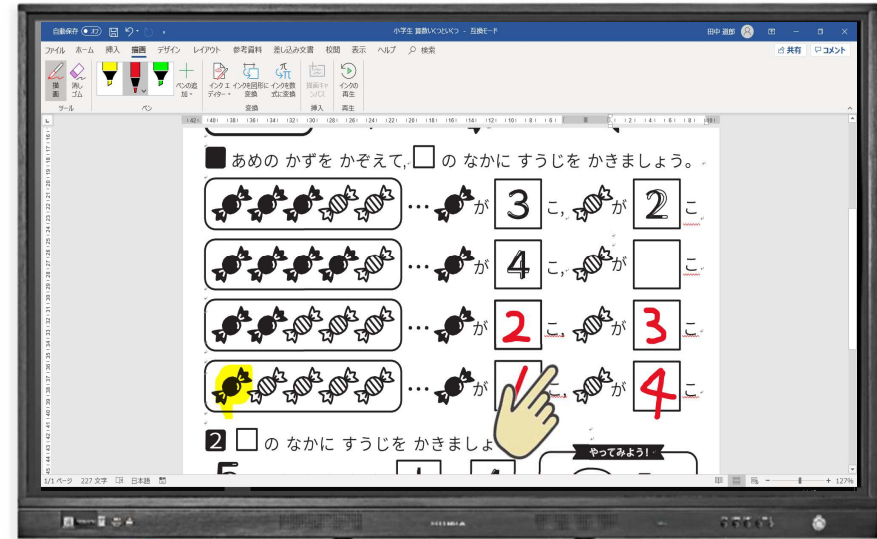 自動保存 オフ
小学生 算数いくつといくつ - 互換モード
田中 道郎
ファイル ホーム 挿入 描画 デザイン レイアウト 参考資料 差し込み文書 校閲 表示 ヘルプ 検索
共有 コメント
描画 消しゴム ペンの追加 インク エディター インクを図形に変換 インクを数式に変換 描画キャンバス インクの再生
ツール ペン 変換 挿入 再生
あめの かずを かぞえて, の なかに すうじを かきましょう。
… が 3 こ, が 2 こ
… が 4 こ, が こ
… が 2 こ, が 3 こ
… が 1 こ, が 4 こ
2 の なかに すうじを かきましょ
やってみよう!
1/1 ページ 227 文字 日本語
127%